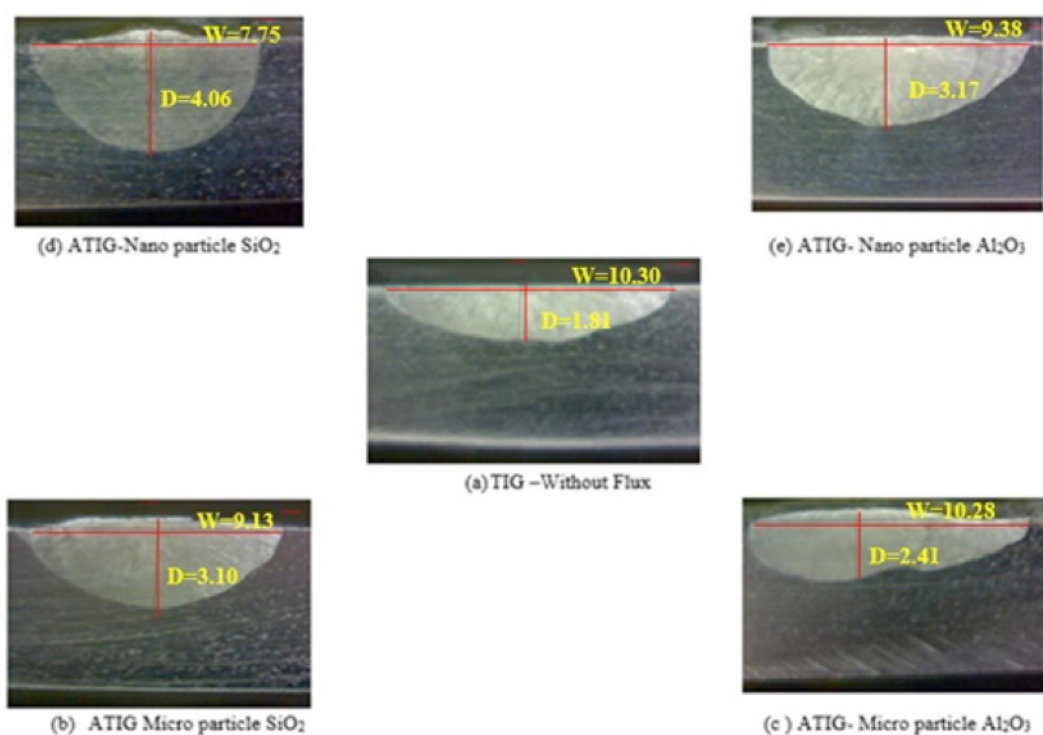 W=7.75
D=4.06
(d) ATIG-Nano particle SiO₂
W=9.38
D=3.17
(e) ATIG- Nano particle Al₂O₃
W=10.30
D=1.81
(a) TIG –Without Flux
W=9.13
D=3.10
(b) ATIG Micro particle SiO₂
W=10.28
D=2.41
(c ) ATIG- Micro particle Al₂O₃